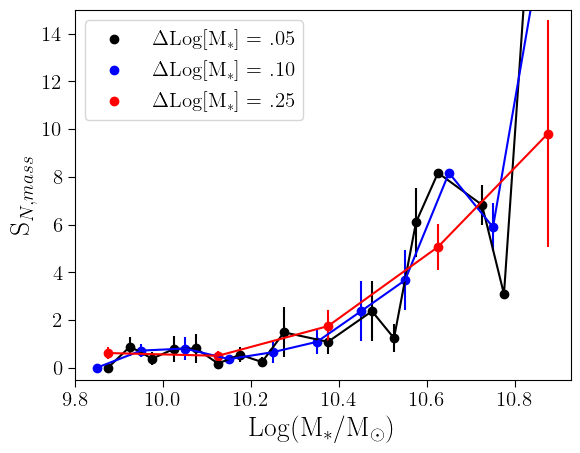 ΔLog[M*] = .05
ΔLog[M*] = .10
ΔLog[M*] = .25
14
12
10
8
6
4
2
0
S_{N,mass}
9.8 10.0 10.2 10.4 10.6 10.8
Log(M*/M⊙)